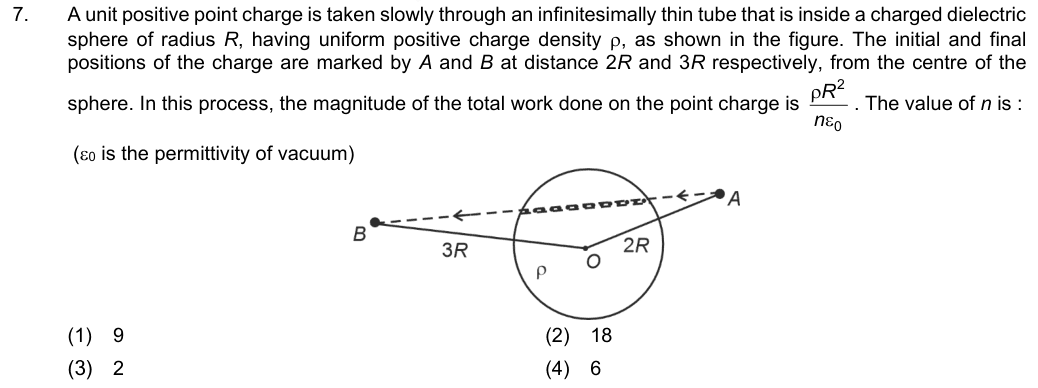 7. A unit positive point charge is taken slowly through an infinitesimally thin tube that is inside a charged dielectric
sphere of radius R, having uniform positive charge density ρ, as shown in the figure. The initial and final
positions of the charge are marked by A and B at distance 2R and 3R respectively, from the centre of the
sphere. In this process, the magnitude of the total work done on the point charge is ρR²/nε₀. The value of n is :
(ε₀ is the permittivity of vacuum)
A
B
3R
2R
O
ρ
(1) 9 (2) 18
(3) 2 (4) 6